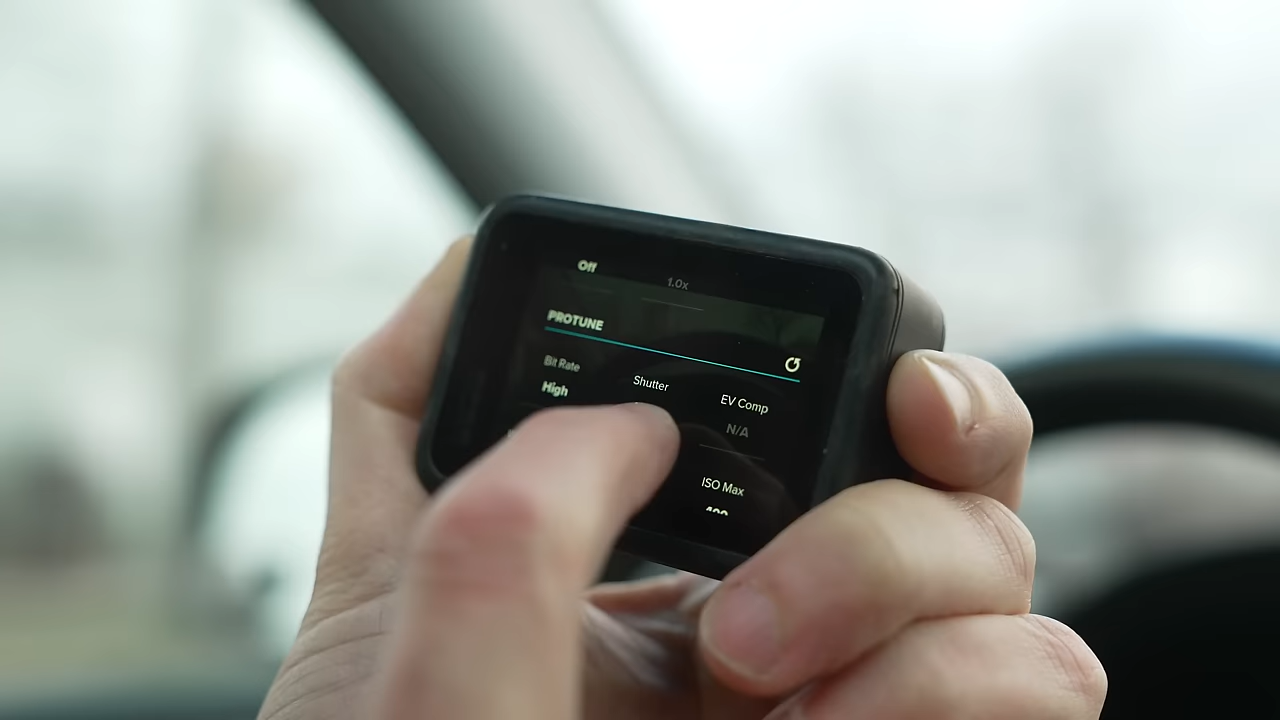 Off
1.0x
PROTUNE
Bit Rate
Shutter
EV Comp
High
N/A
ISO Max